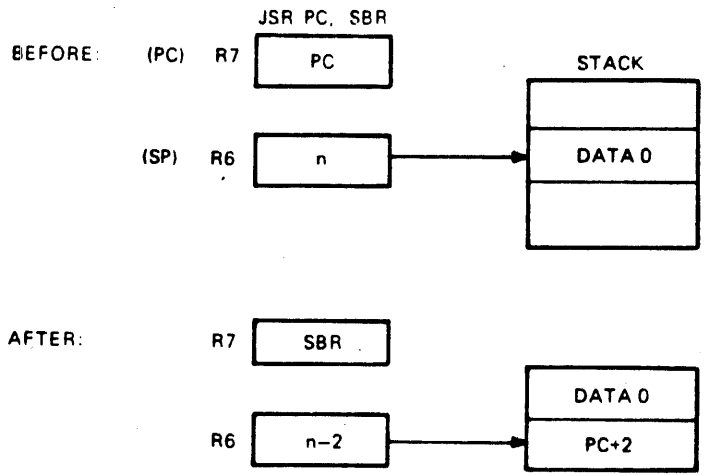 JSR PC, SBR
BEFORE: (PC) R7 PC
STACK
(SP) R6 n DATA 0
AFTER: R7 SBR
DATA 0
R6 n−2 PC+2